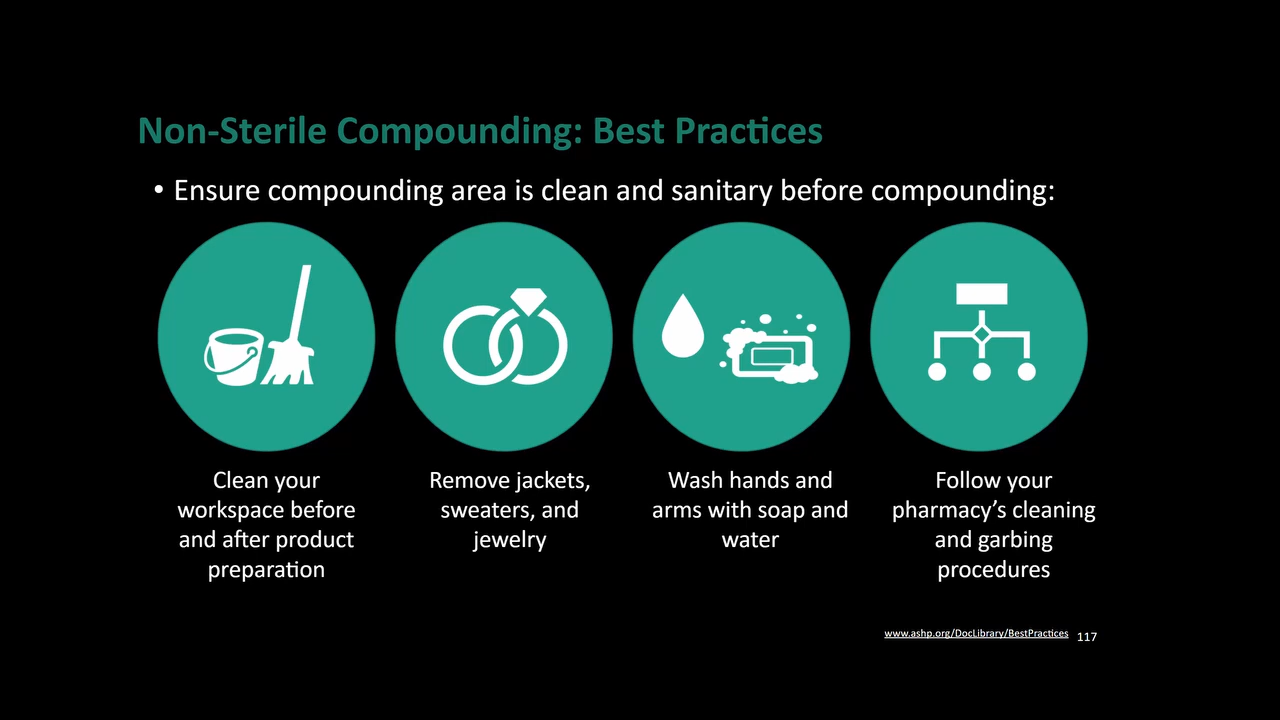 Non-Sterile Compounding: Best Practices
• Ensure compounding area is clean and sanitary before compounding:
Clean your
workspace before
and after product
preparation
Remove jackets,
sweaters, and
jewelry
Wash hands and
arms with soap and
water
Follow your
pharmacy’s cleaning
and garbing
procedures
www.ashp.org/DocLibrary/BestPractices 117